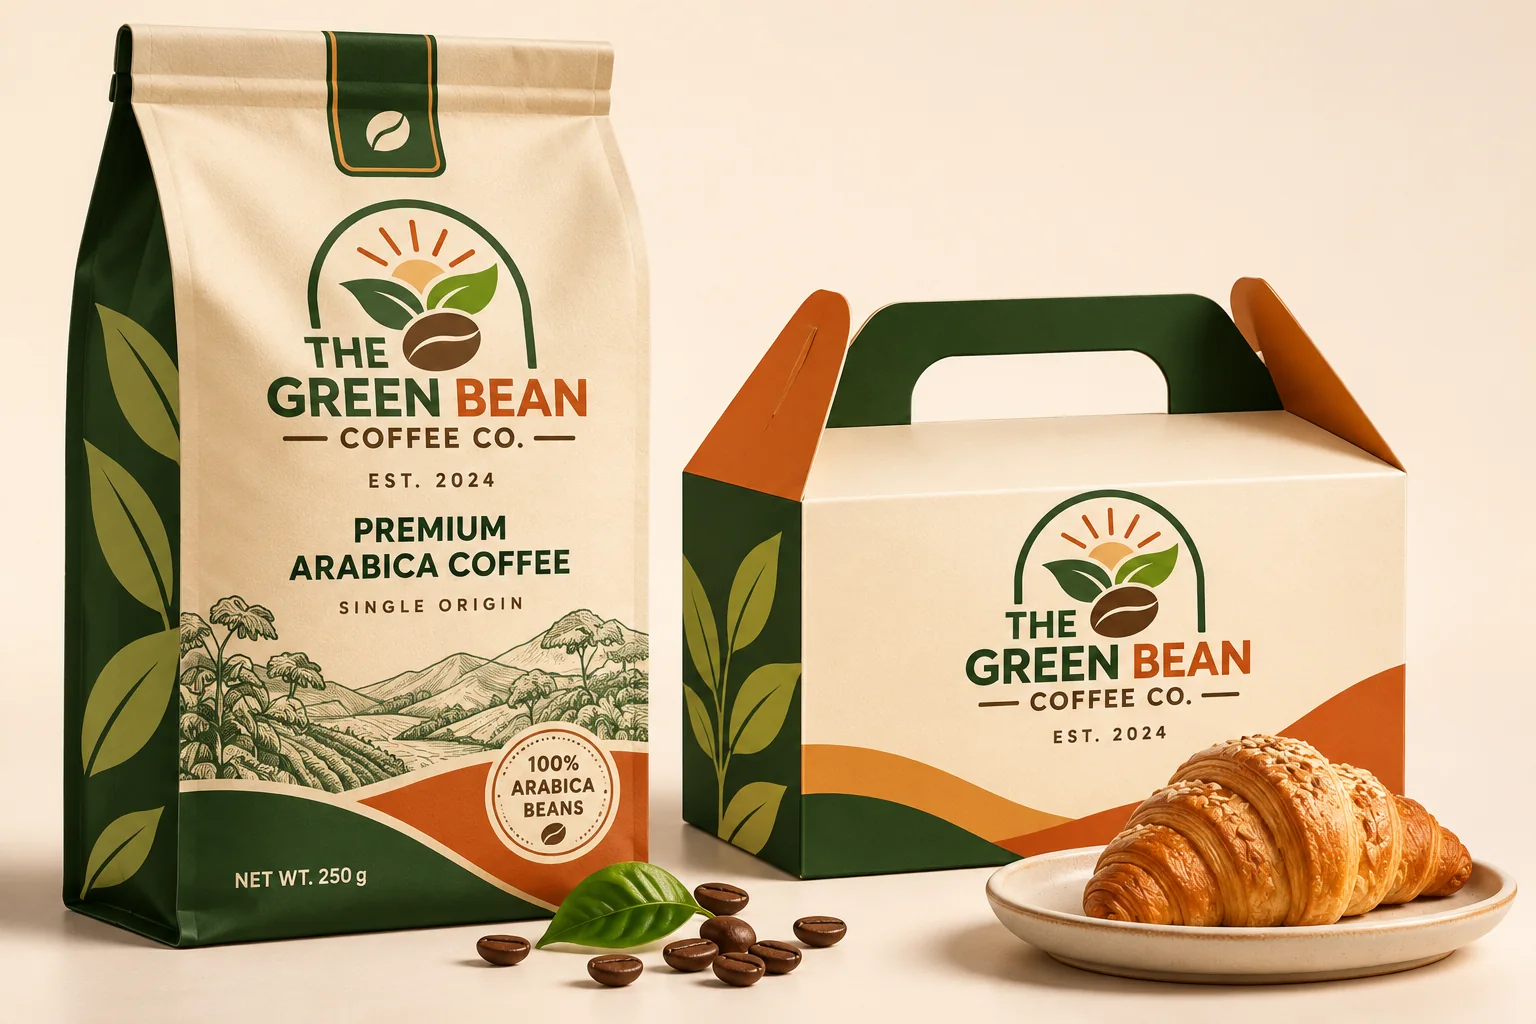 THE
GREEN BEAN
COFFEE CO.
EST. 2024
PREMIUM
ARABICA COFFEE
SINGLE ORIGIN
100%
ARABICA
BEANS
NET WT. 250 g
THE
GREEN BEAN
COFFEE CO.
EST. 2024